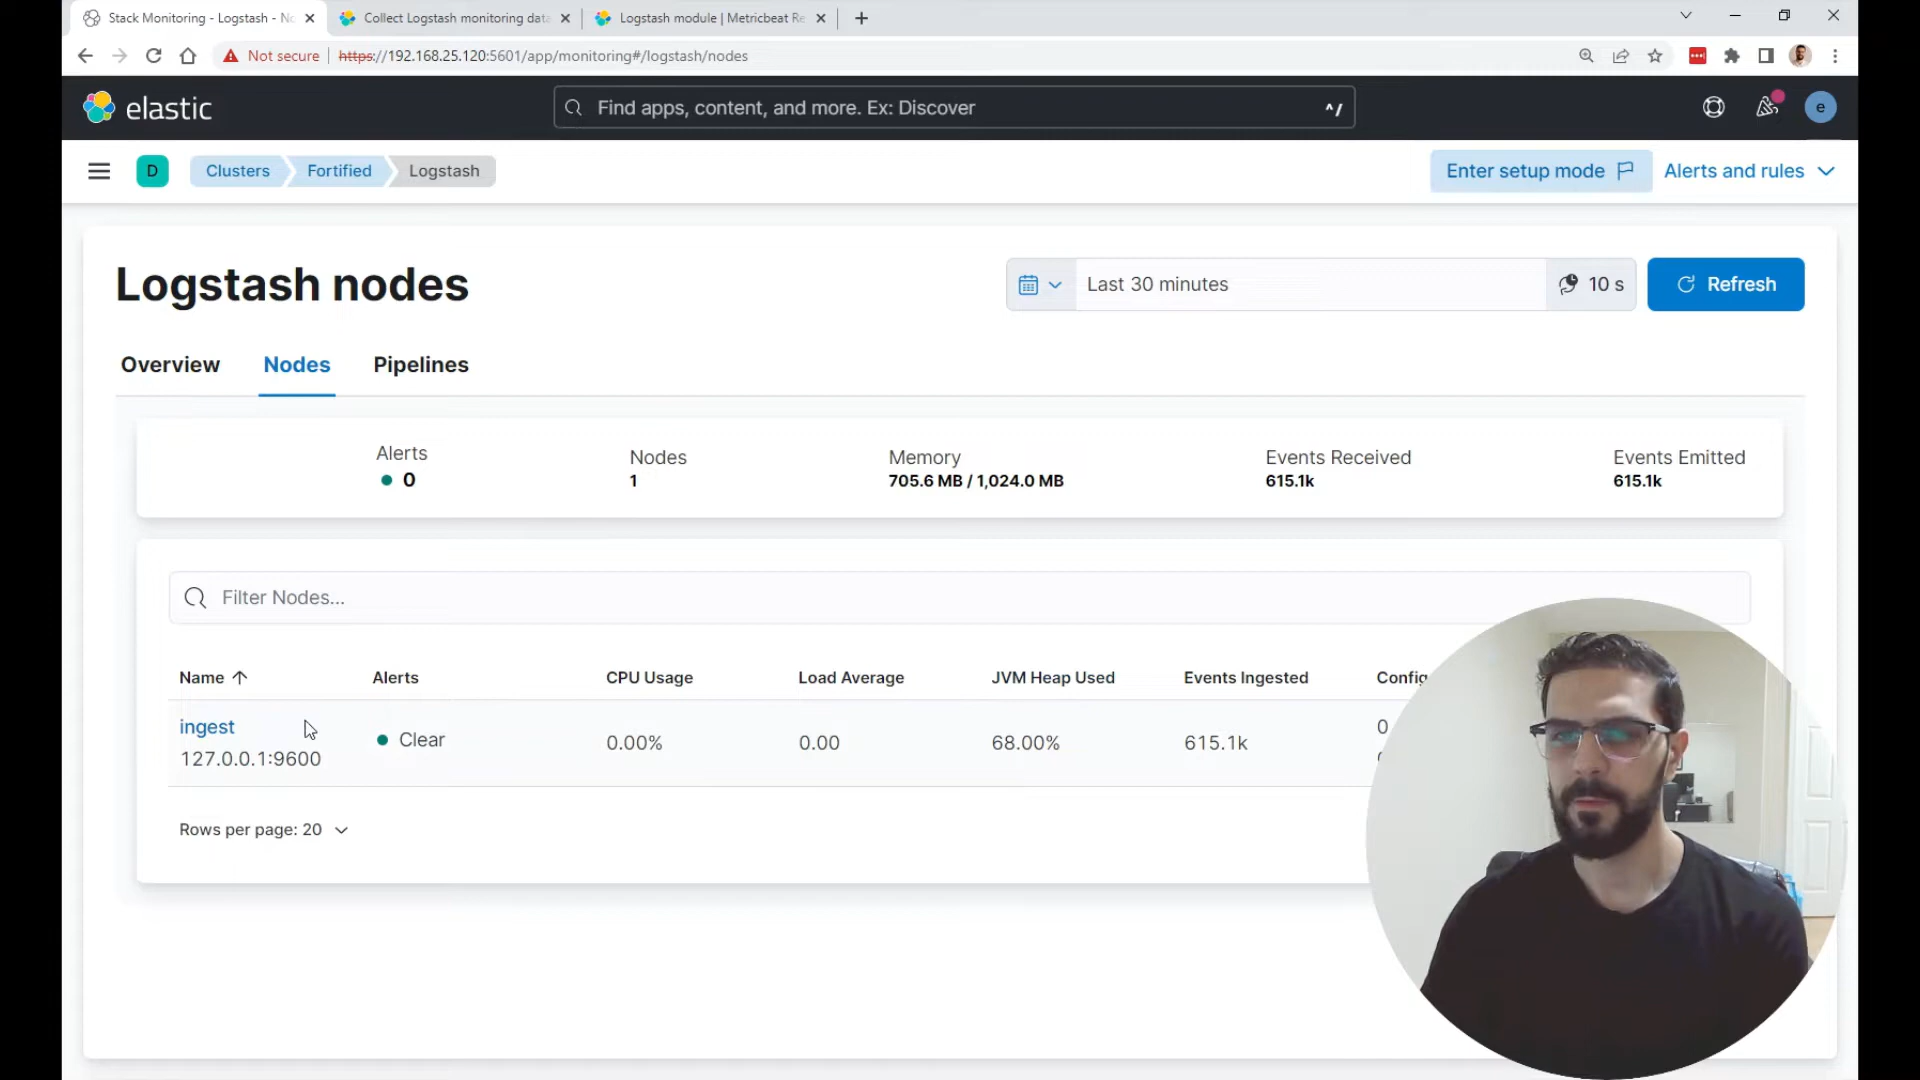 Stack Monitoring - Logstash - No
Collect Logstash monitoring data
Logstash module | Metricbeat Re
Not secure
https://192.168.25.120:5601/app/monitoring#/logstash/nodes
elastic
Find apps, content, and more. Ex: Discover
^/
e
D
Clusters
Fortified
Logstash
Enter setup mode
Alerts and rules
Logstash nodes
Last 30 minutes
10 s
Refresh
Overview
Nodes
Pipelines
Alerts
0
Nodes
1
Memory
705.6 MB / 1,024.0 MB
Events Received
615.1k
Events Emitted
615.1k
Filter Nodes...
Name
Alerts
CPU Usage
Load Average
JVM Heap Used
Events Ingested
Config
ingest
127.0.0.1:9600
Clear
0.00%
0.00
68.00%
615.1k
0
Rows per page: 20